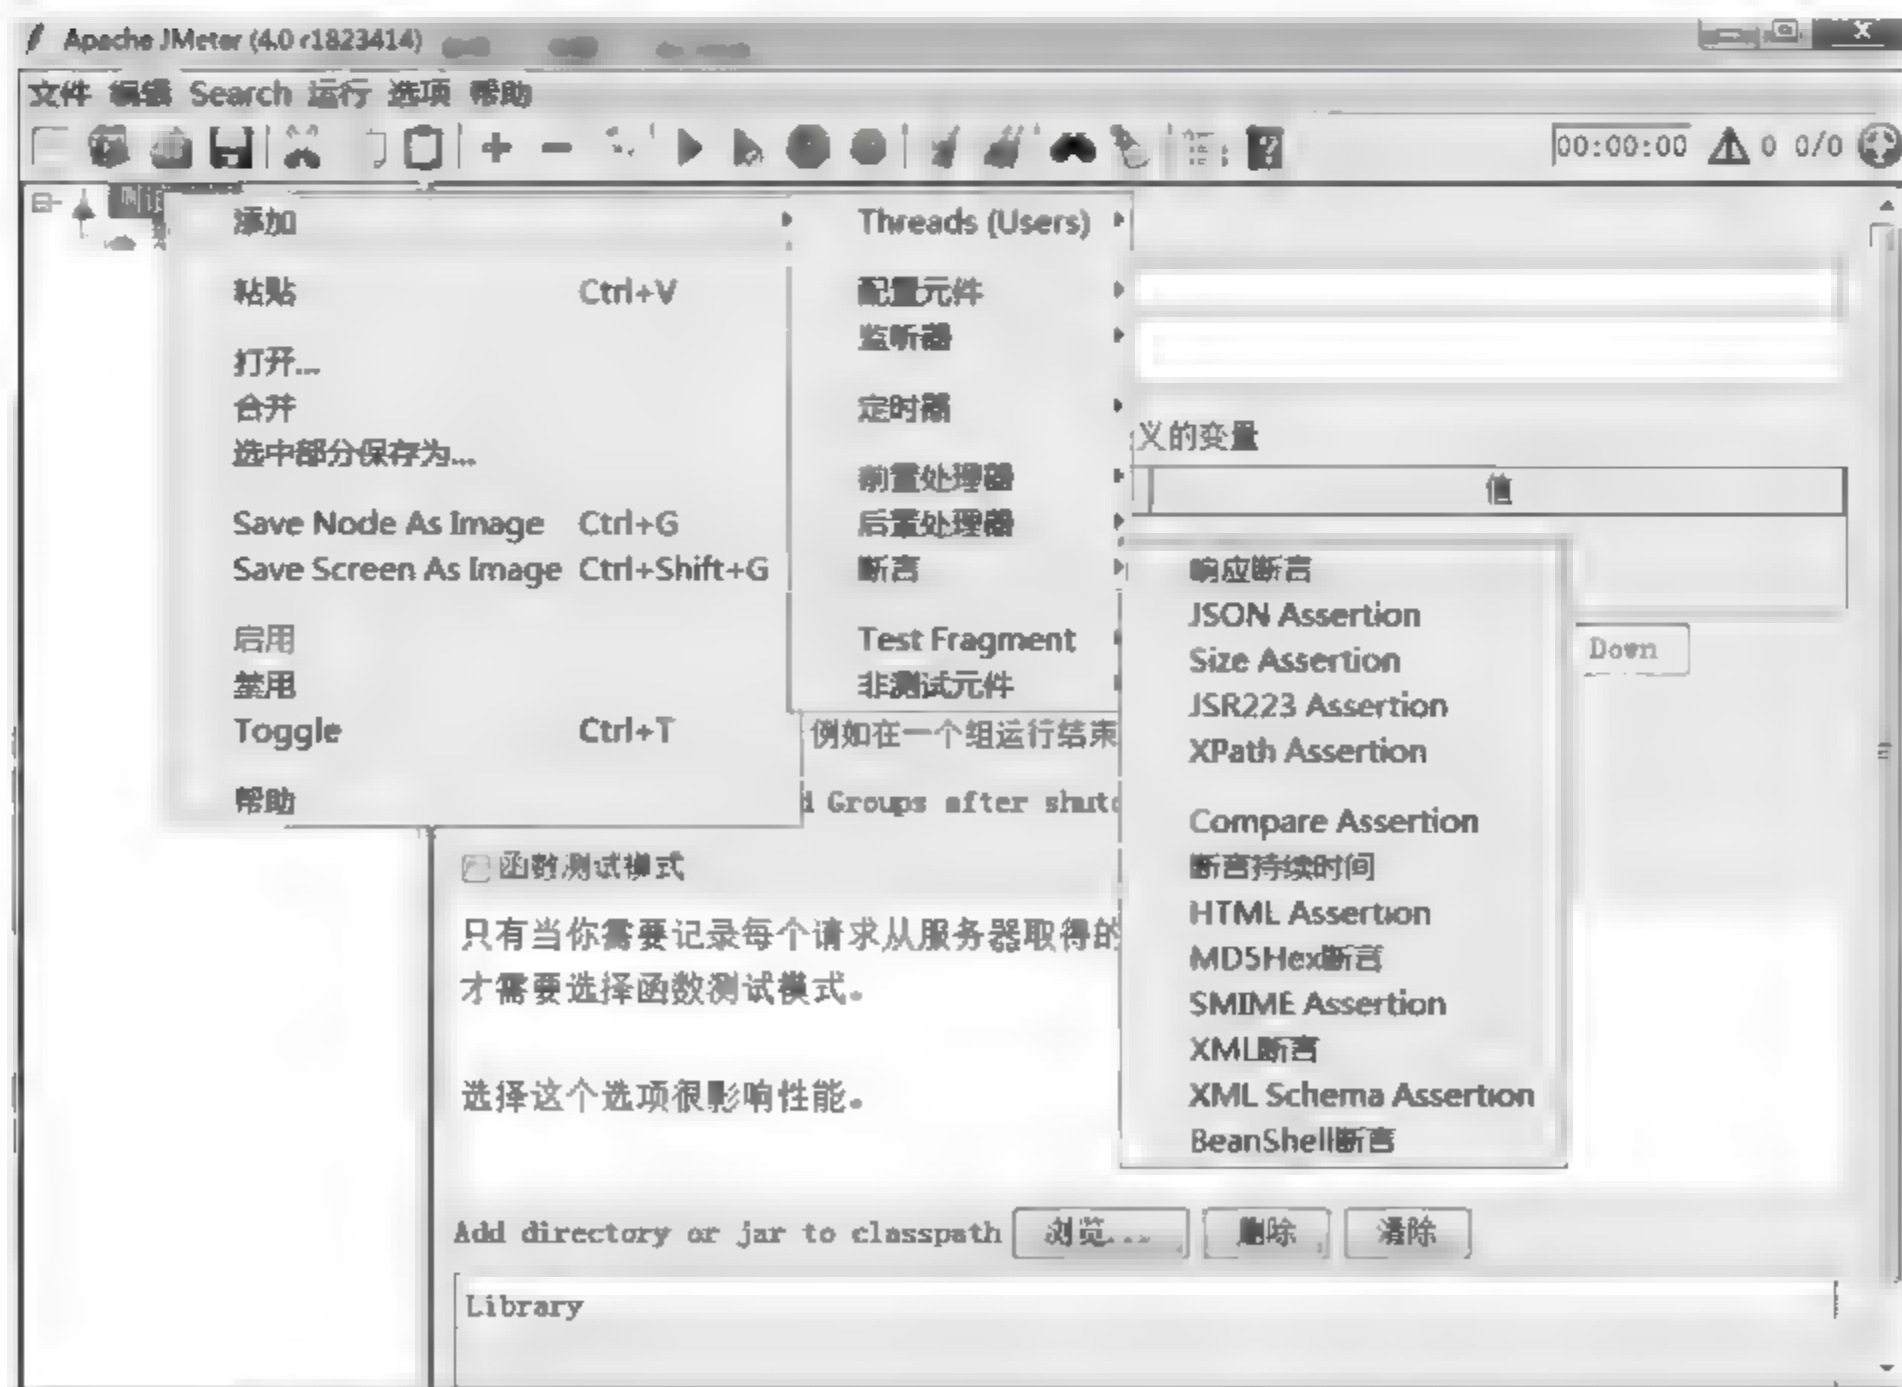 Apache JMeter (4.0 r1823414)
文件 编辑 Search 运行 选项 帮助
00:00:00 0 0/0
添加
粘贴 Ctrl+V
打开...
合并
选中部分保存为...
Save Node As Image Ctrl+G
Save Screen As Image Ctrl+Shift+G
启用
禁用
Toggle Ctrl+T
帮助
Threads (Users)
配置元件
监听器
定时器
前置处理器
后置处理器
断言
Test Fragment
非测试元件
响应断言
JSON Assertion
Size Assertion
JSR223 Assertion
XPath Assertion
Compare Assertion
断言持续时间
HTML Assertion
MD5Hex断言
SMIME Assertion
XML断言
XML Schema Assertion
BeanShell断言
义的变量
值
Down
例如在一个组运行结束
d Groups after shutd
函数测试模式
只有当你需要记录每个请求从服务器取得的
才需要选择函数测试模式。
选择这个选项很影响性能。
Add directory or jar to classpath 浏览... 删除 清除
Library